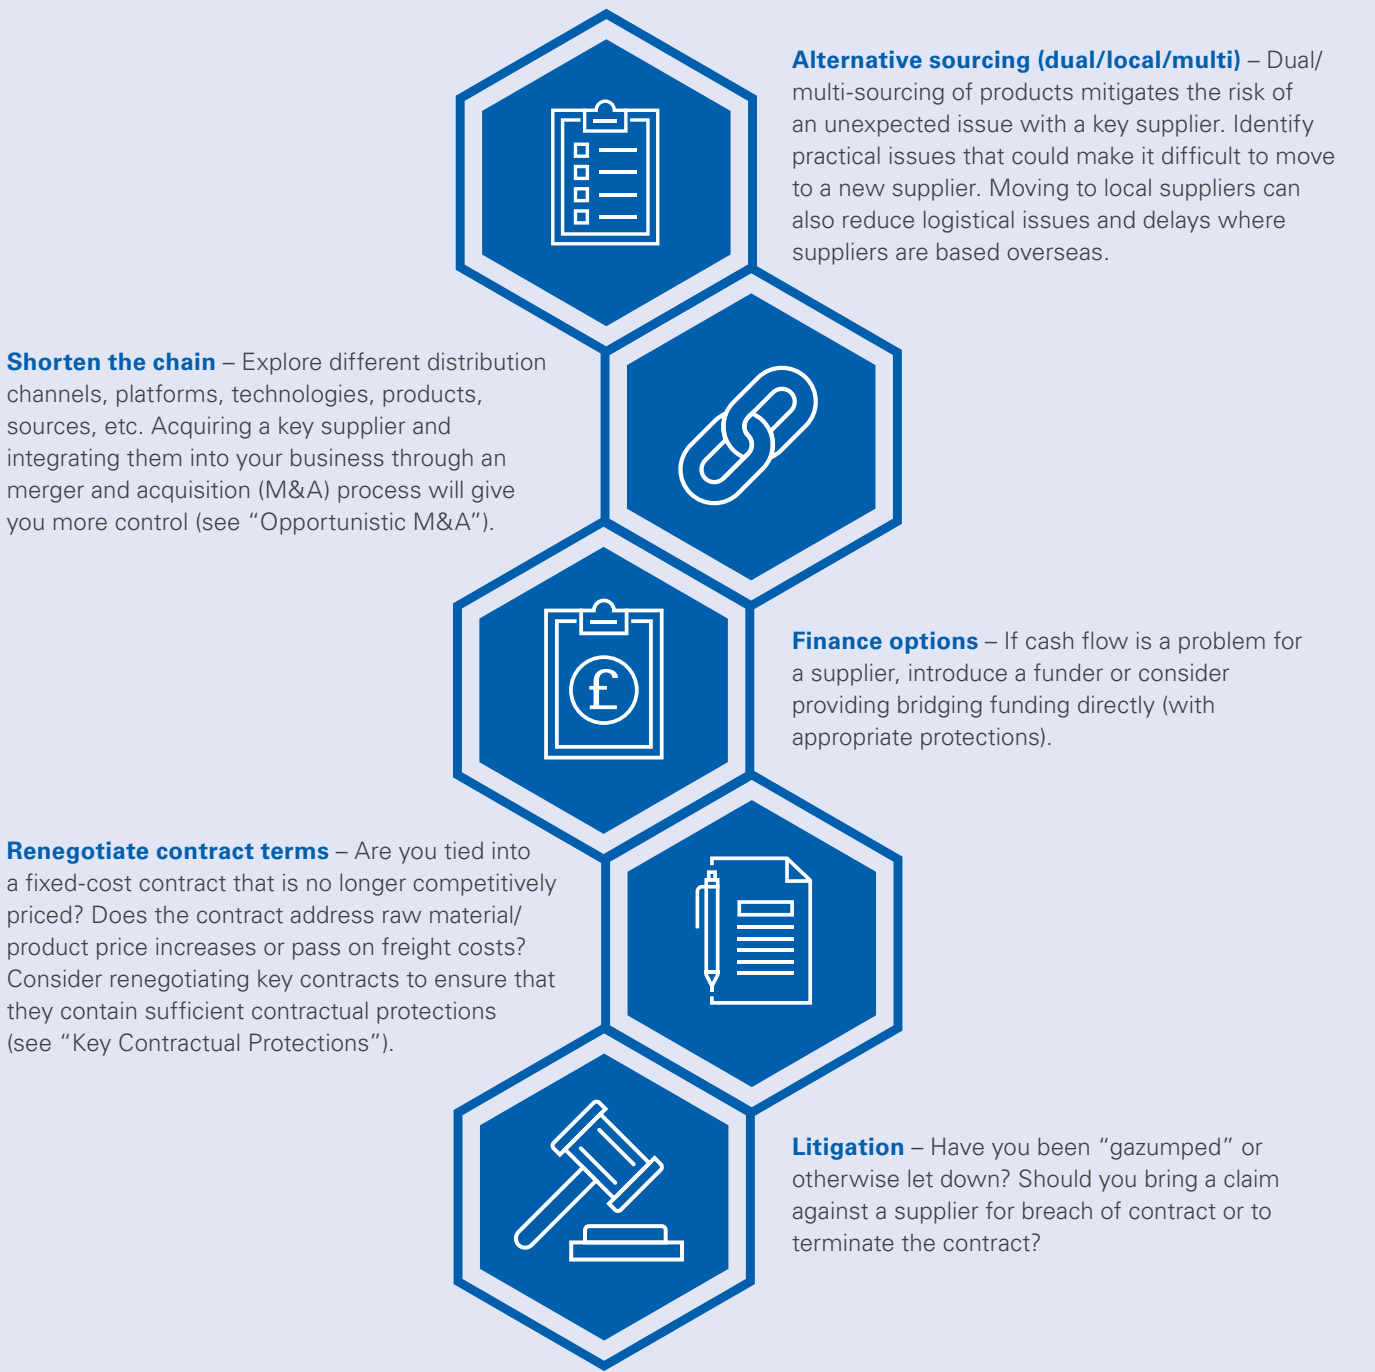 Alternative sourcing (dual/local/multi) – Dual/
multi-sourcing of products mitigates the risk of
an unexpected issue with a key supplier. Identify
practical issues that could make it difficult to move
to a new supplier. Moving to local suppliers can
also reduce logistical issues and delays where
suppliers are based overseas.
Shorten the chain – Explore different distribution
channels, platforms, technologies, products,
sources, etc. Acquiring a key supplier and
integrating them into your business through an
merger and acquisition (M&A) process will give
you more control (see “Opportunistic M&A”).
£
Finance options – If cash flow is a problem for
a supplier, introduce a funder or consider
providing bridging funding directly (with
appropriate protections).
Renegotiate contract terms – Are you tied into
a fixed-cost contract that is no longer competitively
priced? Does the contract address raw material/
product price increases or pass on freight costs?
Consider renegotiating key contracts to ensure that
they contain sufficient contractual protections
(see “Key Contractual Protections”).
Litigation – Have you been “gazumped” or
otherwise let down? Should you bring a claim
against a supplier for breach of contract or to
terminate the contract?